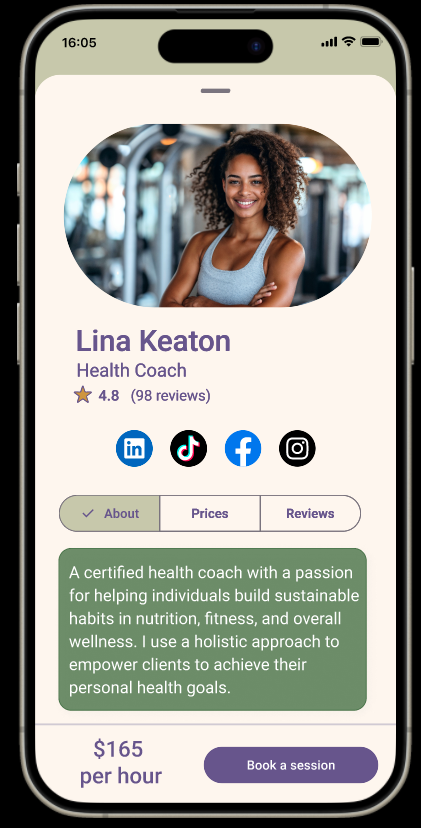 16:05
Lina Keaton
Health Coach
4.8 (98 reviews)
in
f
About
Prices
Reviews
A certified health coach with a passion
for helping individuals build sustainable
habits in nutrition, fitness, and overall
wellness. I use a holistic approach to
empower clients to achieve their
personal health goals.
$165
per hour
Book a session